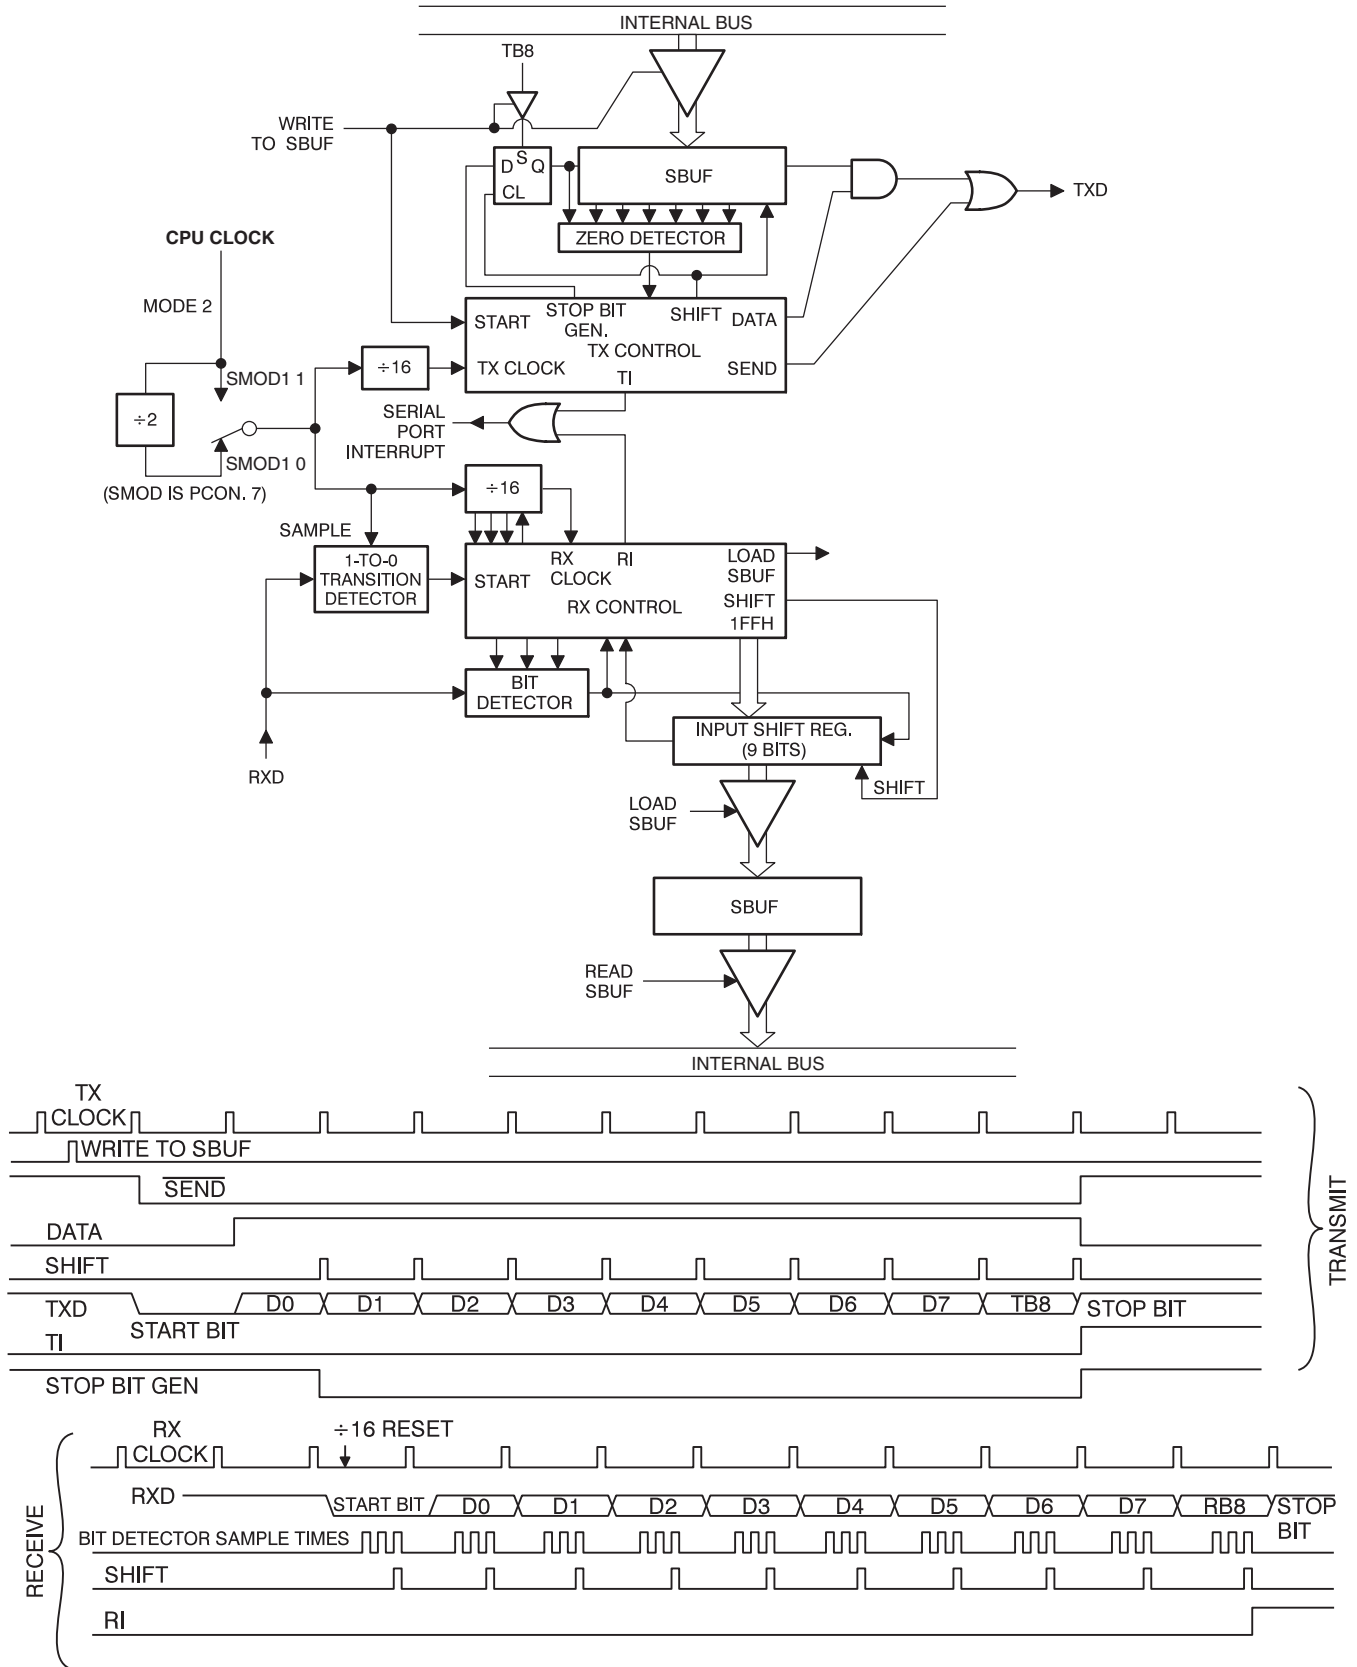 INTERNAL BUS
TB8
WRITE
TO SBUF
D S Q
CL
SBUF
TXD
ZERO DETECTOR
CPU CLOCK
MODE 2
STOP BIT
GEN.
SHIFT
DATA
START
TX CONTROL
÷16
TX CLOCK
SEND
TI
SMOD1 1
÷2
SERIAL
PORT
INTERRUPT
SMOD1 0
(SMOD IS PCON. 7)
÷16
SAMPLE
1-TO-0
TRANSITION
DETECTOR
START
RX
CLOCK
RI
LOAD
SBUF
RX CONTROL
SHIFT
1FFH
BIT
DETECTOR
INPUT SHIFT REG.
(9 BITS)
RXD
SHIFT
LOAD
SBUF
SBUF
READ
SBUF
INTERNAL BUS
TX
CLOCK
WRITE TO SBUF
SEND
DATA
SHIFT
TXD
D0 D1 D2 D3 D4 D5 D6 D7 TB8
STOP BIT
START BIT
TI
STOP BIT GEN
TRANSMIT
RX
CLOCK
÷16 RESET
RXD
START BIT
D0 D1 D2 D3 D4 D5 D6 D7 RB8
STOP
BIT
BIT DETECTOR SAMPLE TIMES
SHIFT
RI
RECEIVE